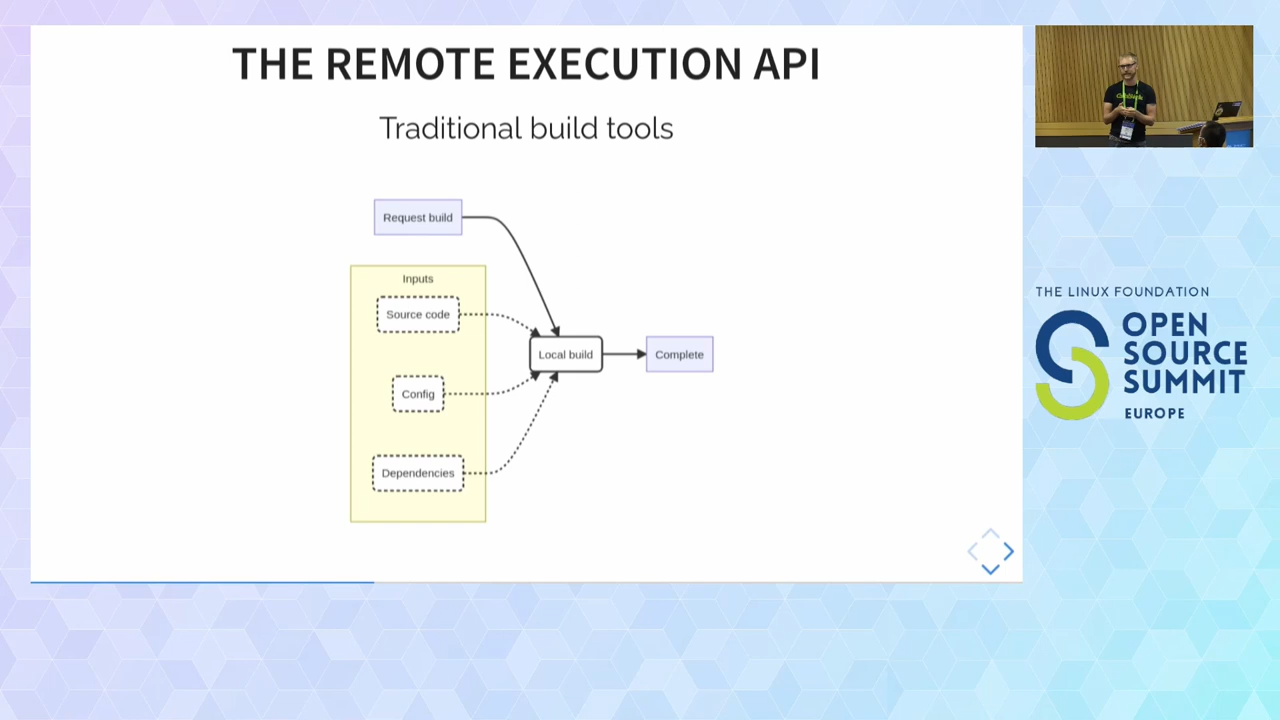 THE REMOTE EXECUTION API
Traditional build tools
Request build
Inputs
Source code
Config
Dependencies
Local build
Complete
THE LINUX FOUNDATION
OPEN
SOURCE
SUMMIT
EUROPE